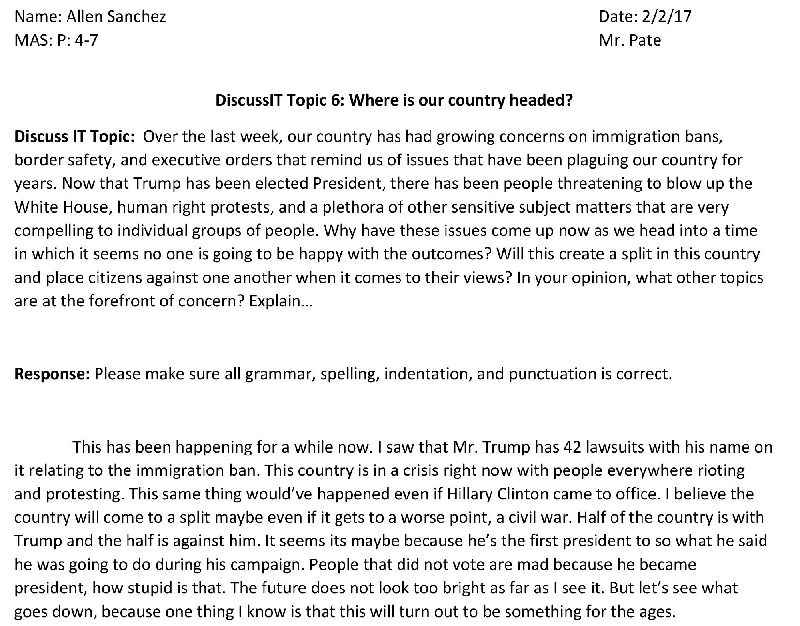 Name: Allen Sanchez Date: 2/2/17
MAS: P: 4-7 Mr. Pate
DiscussIT Topic 6: Where is our country headed?
Discuss IT Topic: Over the last week, our country has had growing concerns on immigration bans,
border safety, and executive orders that remind us of issues that have been plaguing our country for
years. Now that Trump has been elected President, there has been people threatening to blow up the
White House, human right protests, and a plethora of other sensitive subject matters that are very
compelling to individual groups of people. Why have these issues come up now as we head into a time
in which it seems no one is going to be happy with the outcomes? Will this create a split in this country
and place citizens against one another when it comes to their views? In your opinion, what other topics
are at the forefront of concern? Explain...
Response: Please make sure all grammar, spelling, indentation, and punctuation is correct.
This has been happening for a while now. I saw that Mr. Trump has 42 lawsuits with his name on
it relating to the immigration ban. This country is in a crisis right now with people everywhere rioting
and protesting. This same thing would've happened even if Hillary Clinton came to office. I believe the
country will come to a split maybe even if it gets to a worse point, a civil war. Half of the country is with
Trump and the half is against him. It seems its maybe because he's the first president to so what he said
he was going to do during his campaign. People that did not vote are mad because he became
president, how stupid is that. The future does not look too bright as far as I see it. But let's see what
goes down, because one thing I know is that this will turn out to be something for the ages.